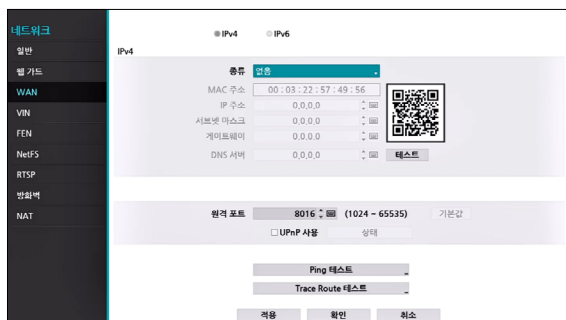 네트워크
일반
웹 가드
WAN
VIN
FEN
NetFS
RTSP
방화벽
NAT
IPv4 IPv6
IPv4
종류 없음
MAC 주소 00 : 03 : 22 : 57 : 49 : 56
IP 주소 0.0.0.0
서브넷 마스크 0.0.0.0
게이트웨이 0.0.0.0
DNS 서버 0.0.0.0 테스트
원격 포트 8016 (1024 ~ 65535) 기본값
UPnP 사용 상태
Ping 테스트
Trace Route 테스트
적용 확인 취소